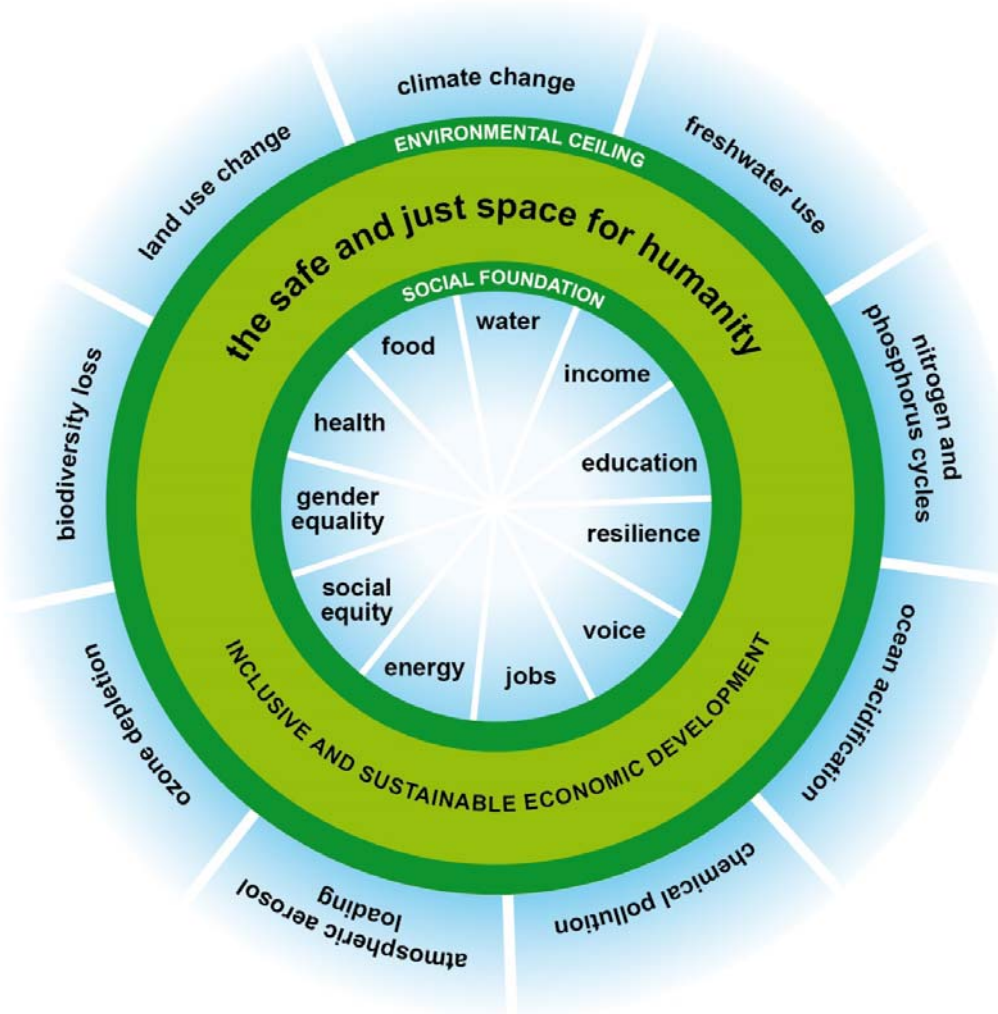 climate change
freshwater use
nitrogen and
phosphorus cycles
ocean acidification
chemical pollution
atmospheric aerosol
loading
ozone depletion
biodiversity loss
land use change
ENVIRONMENTAL CEILING
the safe and just space for humanity
SOCIAL FOUNDATION
water
income
education
resilience
voice
jobs
energy
social
equity
gender
equality
health
food
INCLUSIVE AND SUSTAINABLE ECONOMIC DEVELOPMENT